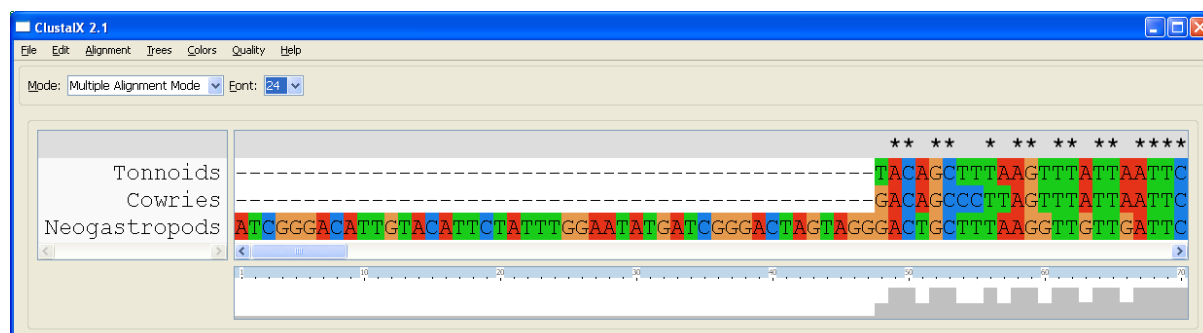 ClustalX 2.1
File Edit Alignment Trees Colors Quality Help
Mode: Multiple Alignment Mode Font: 24
** ** * ** ** ** ****
Tonnoids -----------------------------------------------TACAGCTTTAAGTTTATTAATTC
Cowries -----------------------------------------------GACAGCCCTTAGTTTATTAATTC
Neogastropods ATCGGGACATTGTACATTCTATTTGGAATATGATCGGGACTAGTAGGGACTGCTTTAAGGTTGTTGATTC
1 10 20 30 40 50 60 70